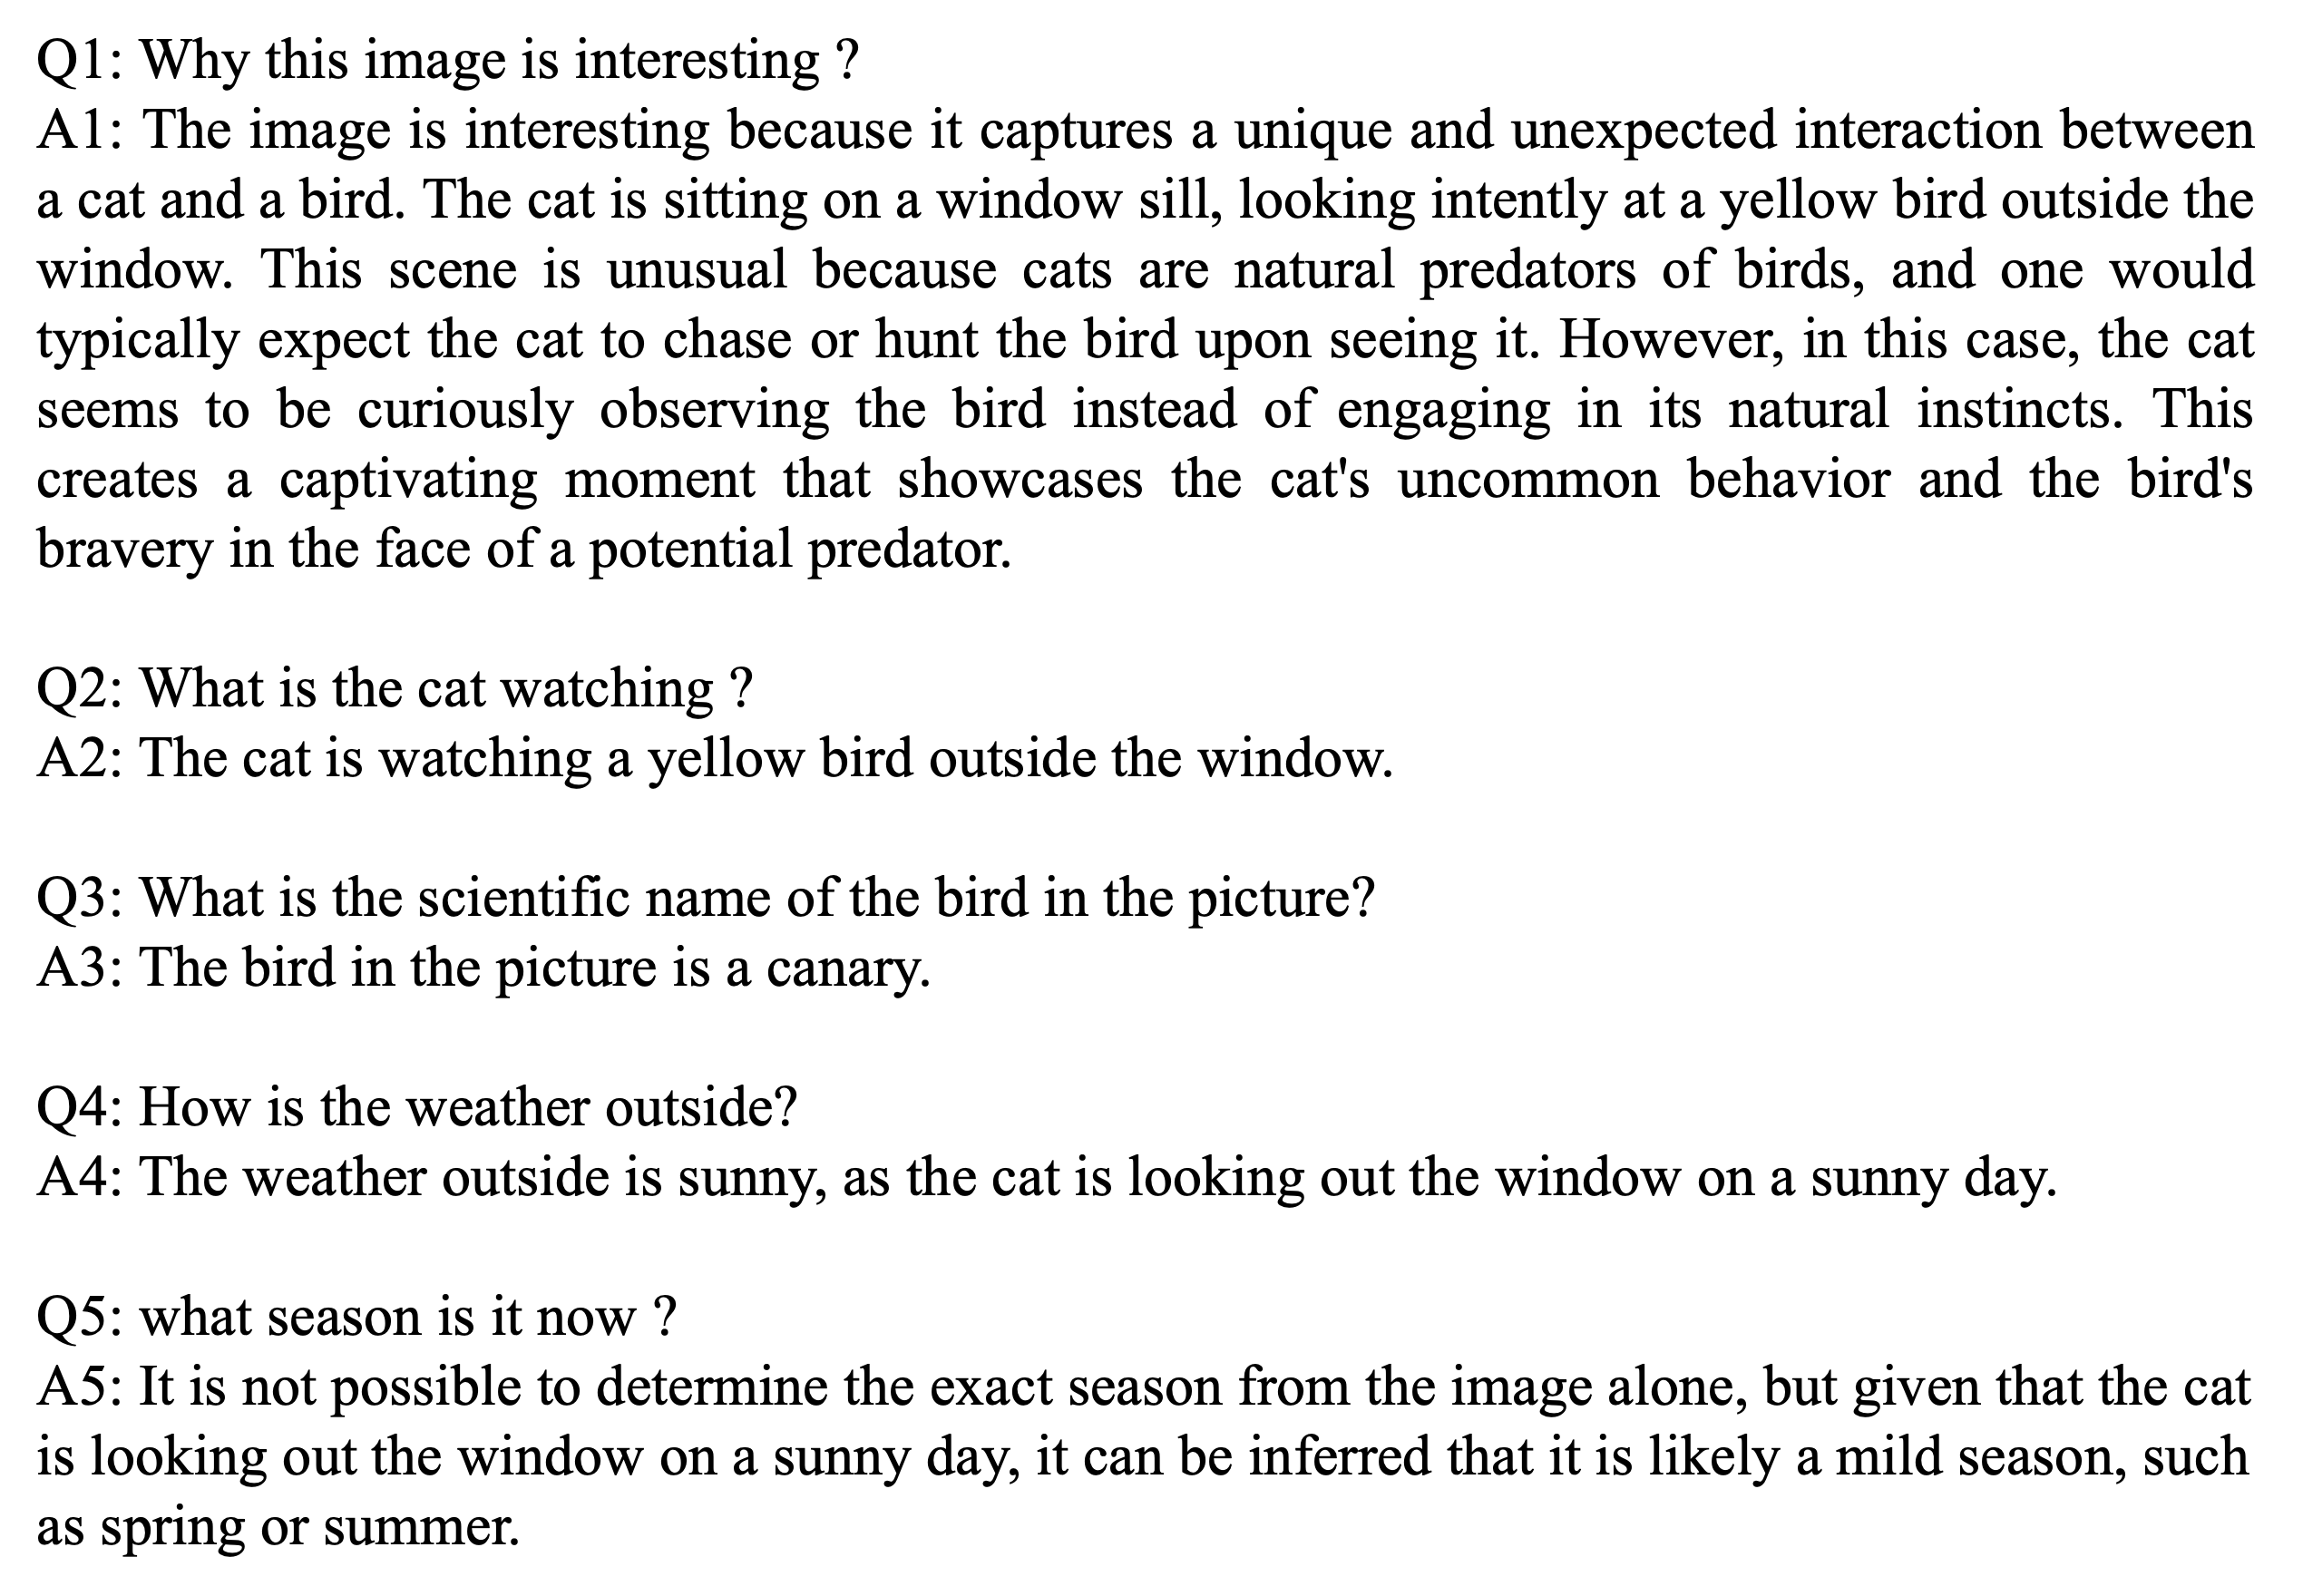 Q1: Why this image is interesting ?
A1: The image is interesting because it captures a unique and unexpected interaction between
a cat and a bird. The cat is sitting on a window sill, looking intently at a yellow bird outside the
window. This scene is unusual because cats are natural predators of birds, and one would
typically expect the cat to chase or hunt the bird upon seeing it. However, in this case, the cat
seems to be curiously observing the bird instead of engaging in its natural instincts. This
creates a captivating moment that showcases the cat's uncommon behavior and the bird's
bravery in the face of a potential predator.
Q2: What is the cat watching ?
A2: The cat is watching a yellow bird outside the window.
Q3: What is the scientific name of the bird in the picture?
A3: The bird in the picture is a canary.
Q4: How is the weather outside?
A4: The weather outside is sunny, as the cat is looking out the window on a sunny day.
Q5: what season is it now ?
A5: It is not possible to determine the exact season from the image alone, but given that the cat
is looking out the window on a sunny day, it can be inferred that it is likely a mild season, such
as spring or summer.